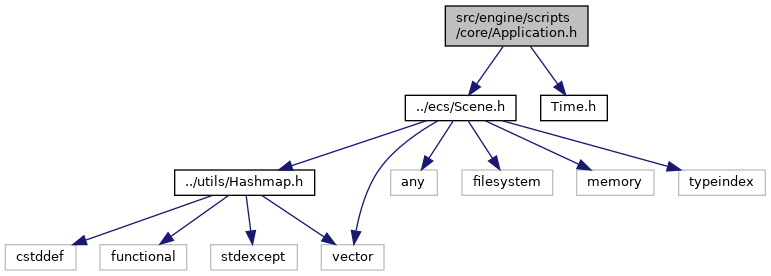 src/engine/scripts
/core/Application.h
../ecs/Scene.h
Time.h
../utils/Hashmap.h
any
filesystem
memory
typeindex
cstddef
functional
stdexcept
vector